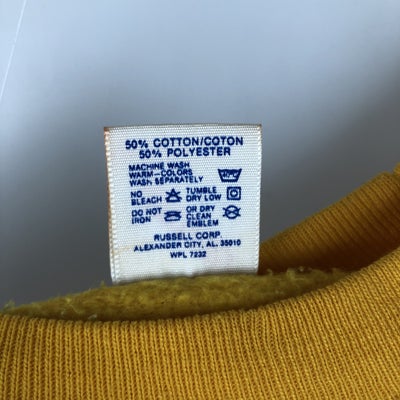 50% COTTON/COTON
50% POLYESTER
MACHINE WASH
WARM-COLORS
WASH SEPARATELY
NO BLEACH TUMBLE DRY LOW
DO NOT IRON OR DRY CLEAN EMBLEM
RUSSELL CORP.
ALEXANDER CITY, AL. 35010
WPL 7232